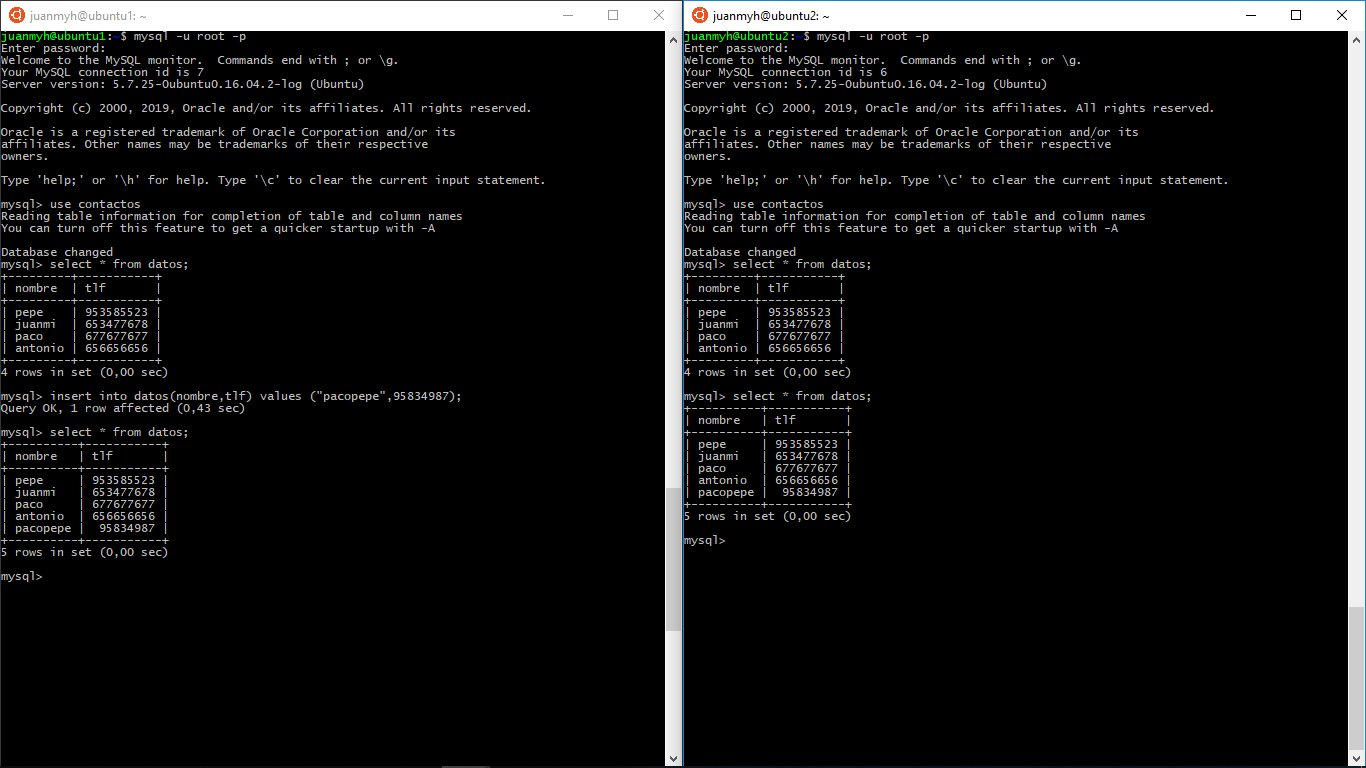 juanmyh@ubuntu1: ~
juanmyh@ubuntu1:~$ mysql -u root -p
Enter password:
Welcome to the MySQL monitor.  Commands end with ; or \g.
Your MySQL connection id is 7
Server version: 5.7.25-0ubuntu0.16.04.2-log (Ubuntu)
Copyright (c) 2000, 2019, Oracle and/or its affiliates. All rights reserved.
Oracle is a registered trademark of Oracle Corporation and/or its
affiliates. Other names may be trademarks of their respective
owners.
Type 'help;' or '\h' for help. Type '\c' to clear the current input statement.
mysql> use contactos
Reading table information for completion of table and column names
You can turn off this feature to get a quicker startup with -A
Database changed
mysql> select * from datos;
+---------+-----------+
| nombre  | tlf       |
+---------+-----------+
| pepe    | 953585523 |
| juanmi  | 653477678 |
| paco    | 677677677 |
| antonio | 656656656 |
+---------+-----------+
4 rows in set (0,00 sec)
mysql> insert into datos(nombre,tlf) values ("pacopepe",95834987);
Query OK, 1 row affected (0,43 sec)
mysql> select * from datos;
+----------+-----------+
| nombre   | tlf       |
+----------+-----------+
| pepe     | 953585523 |
| juanmi   | 653477678 |
| paco     | 677677677 |
| antonio  | 656656656 |
| pacopepe |  95834987 |
+----------+-----------+
5 rows in set (0,00 sec)
mysql>
juanmyh@ubuntu2: ~
juanmyh@ubuntu2:~$ mysql -u root -p
Enter password:
Welcome to the MySQL monitor.  Commands end with ; or \g.
Your MySQL connection id is 6
Server version: 5.7.25-0ubuntu0.16.04.2-log (Ubuntu)
Copyright (c) 2000, 2019, Oracle and/or its affiliates. All rights reserved.
Oracle is a registered trademark of Oracle Corporation and/or its
affiliates. Other names may be trademarks of their respective
owners.
Type 'help;' or '\h' for help. Type '\c' to clear the current input statement.
mysql> use contactos
Reading table information for completion of table and column names
You can turn off this feature to get a quicker startup with -A
Database changed
mysql> select * from datos;
+---------+-----------+
| nombre  | tlf       |
+---------+-----------+
| pepe    | 953585523 |
| juanmi  | 653477678 |
| paco    | 677677677 |
| antonio | 656656656 |
+---------+-----------+
4 rows in set (0,00 sec)
mysql> select * from datos;
+----------+-----------+
| nombre   | tlf       |
+----------+-----------+
| pepe     | 953585523 |
| juanmi   | 653477678 |
| paco     | 677677677 |
| antonio  | 656656656 |
| pacopepe |  95834987 |
+----------+-----------+
5 rows in set (0,00 sec)
mysql>